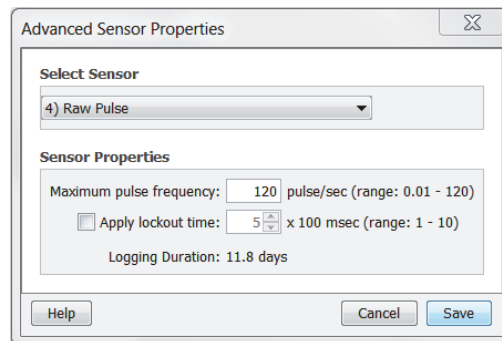 Advanced Sensor Properties
Select Sensor
4) Raw Pulse
Sensor Properties
Maximum pulse frequency: 120 pulse/sec (range: 0.01 - 120)
Apply lockout time: 5 x 100 msec (range: 1 - 10)
Logging Duration: 11.8 days
Help Cancel Save